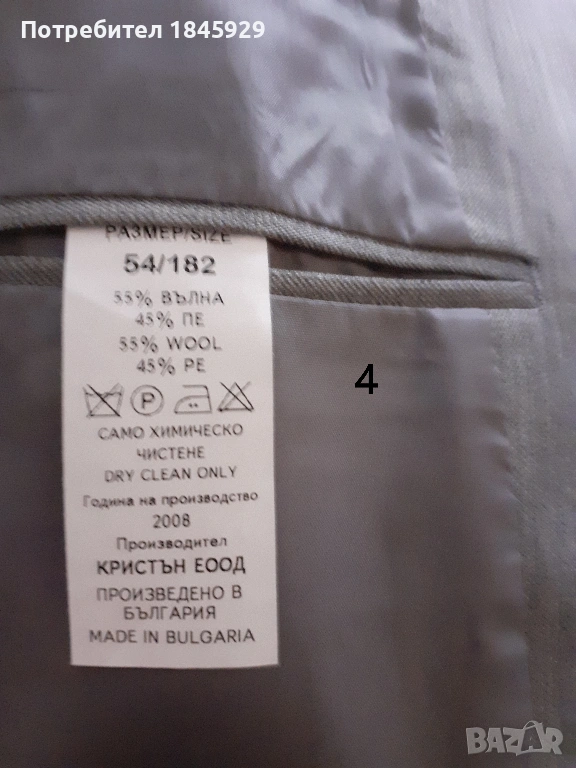 Потребител 1845929
РАЗМЕР/SIZE
54/182
55% ВЪЛНА
45% ПЕ
55% WOOL
45% PE
P
4
САМО ХИМИЧЕСКО
ЧИСТЕНЕ
DRY CLEAN ONLY
Година на производство
2008
Производител
КРИСТЪН ЕООД
ПРОИЗВЕДЕНО В
БЪЛГАРИЯ
MADE IN BULGARIA
BAZAR